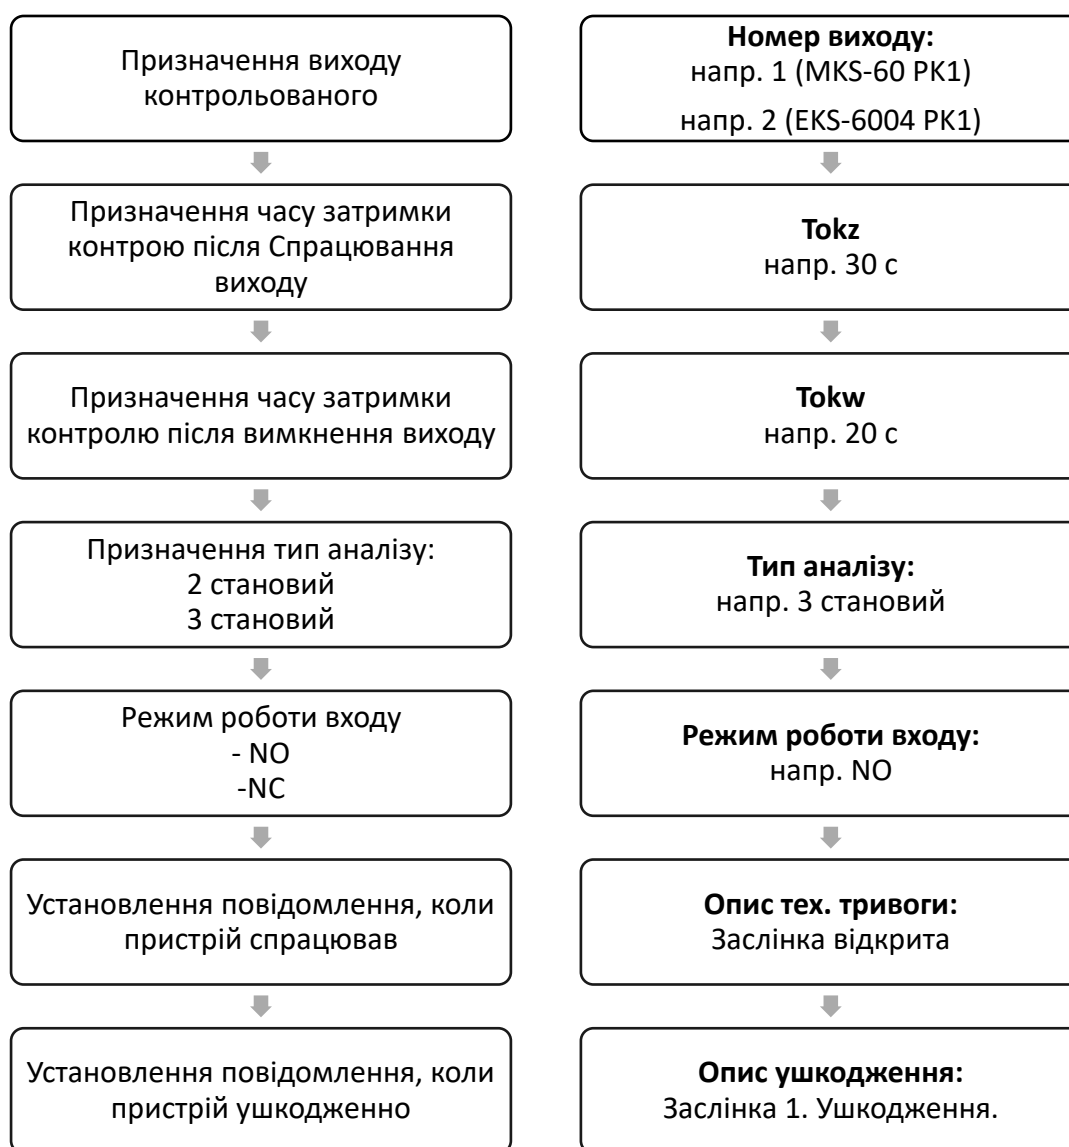 Призначення виходу
контрольованого
Номер виходу:
напр. 1 (MKS-60 PK1)
напр. 2 (EKS-6004 PK1)
Призначення часу затримки
контрою після Спрацювання
виходу
Tokz
напр. 30 с
Призначення часу затримки
контролю після вимкнення виходу
Tokw
напр. 20 с
Призначення тип аналізу:
2 становий
3 становий
Тип аналізу:
напр. 3 становий
Режим роботи входу
- NO
-NC
Режим роботи входу:
напр. NO
Установлення повідомлення, коли
пристрій спрацював
Опис тех. тривоги:
Заслінка відкрита
Установлення повідомлення, коли
пристрій ушкодженно
Опис ушкодження:
Заслінка 1. Ушкодження.